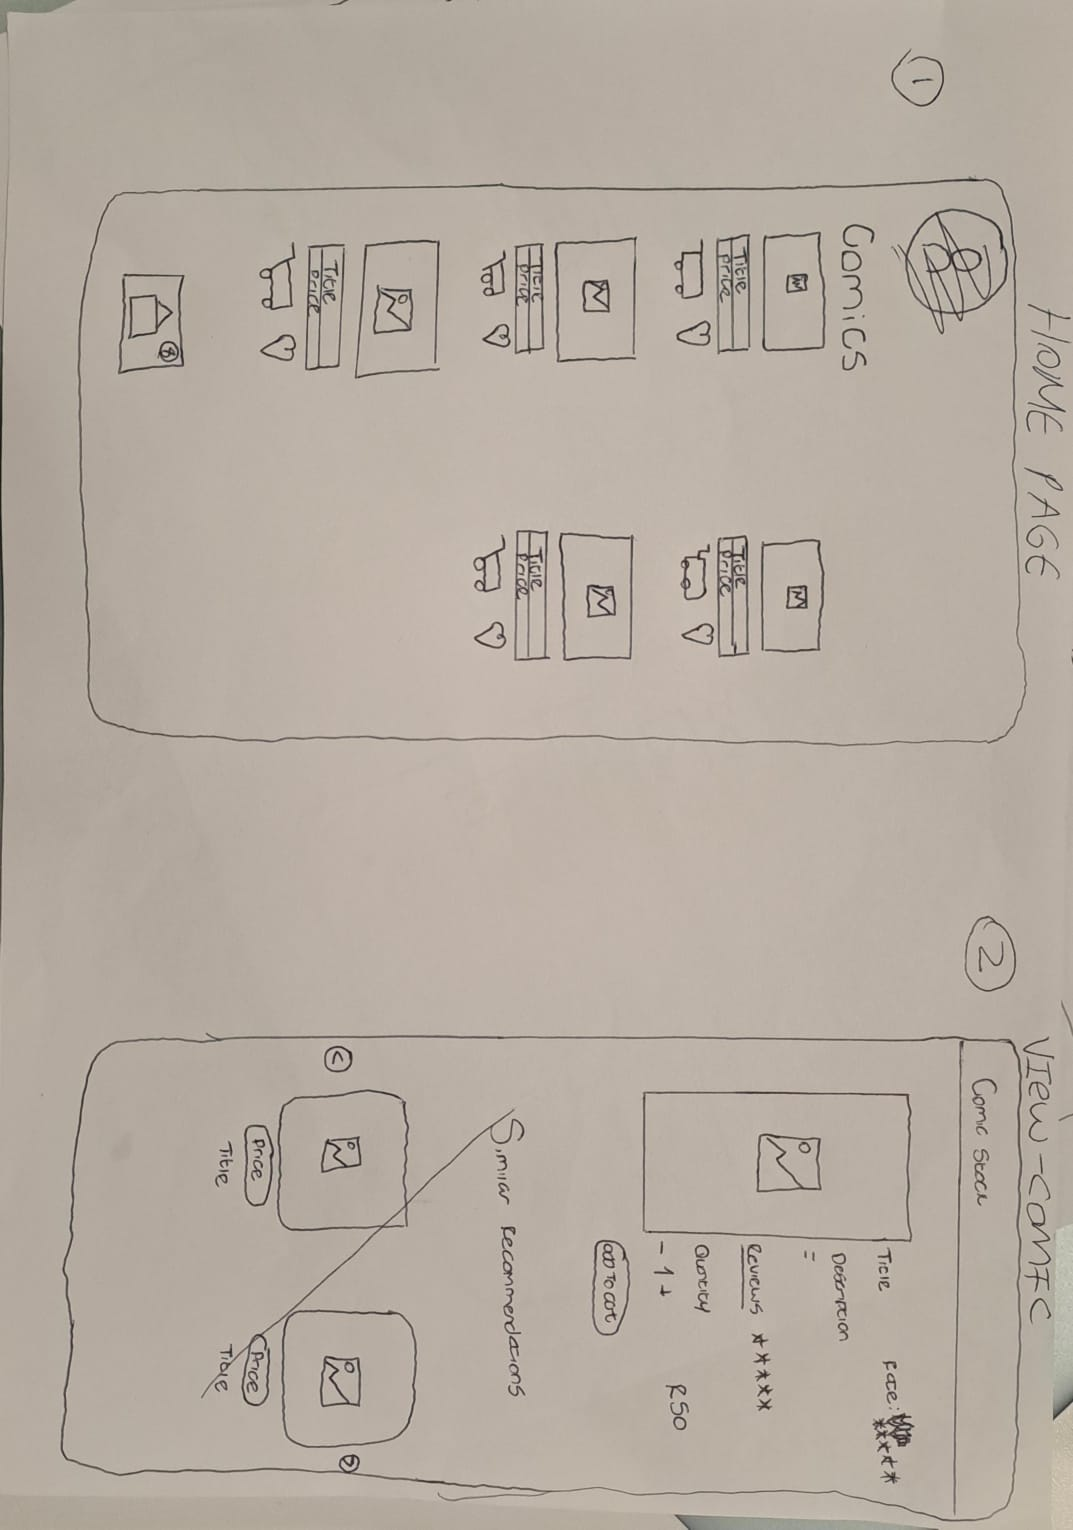 1
HOME PAGE
Comics
Title
price
Title
price
Title
price
Title
price
Title
price
2
VIEW-COMIC
Comic Stock
Title
Rate: *****
Description
=
Reviews ****
Quantity
- 1 +
R50
ADD TO cart
Similar Recommendations
<
>
Price
Title
Price
Title